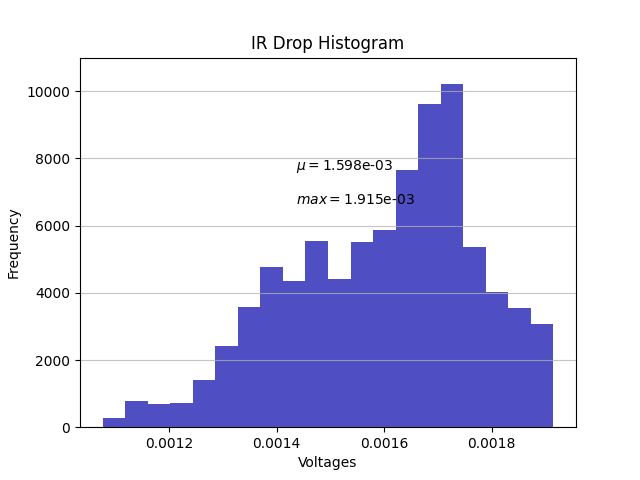 IR Drop Histogram
10000
8000
6000
4000
2000
0
Frequency
μ = 1.598e-03
max = 1.915e-03
0.0012 0.0014 0.0016 0.0018
Voltages